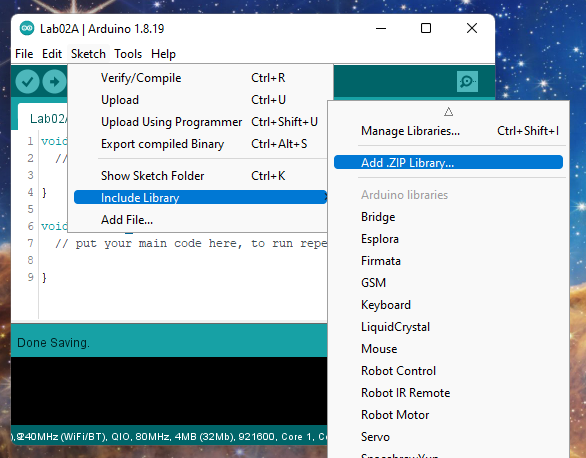 Lab02A | Arduino 1.8.19
File Edit Sketch Tools Help
Verify/Compile Ctrl+R
Upload Ctrl+U
Upload Using Programmer Ctrl+Shift+U
Export compiled Binary Ctrl+Alt+S
Show Sketch Folder Ctrl+K
Include Library
Add File...
Manage Libraries... Ctrl+Shift+I
Add .ZIP Library...
Arduino libraries
Bridge
Esplora
Firmata
GSM
Keyboard
LiquidCrystal
Mouse
Robot Control
Robot IR Remote
Robot Motor
Servo
Lab02A
1 void
2 //
3
4 }
5
6 void
7 // put your main code here, to run repe
8
9 }
Done Saving.
240MHz (WiFi/BT), QIO, 80MHz, 4MB (32Mb), 921600, Core 1,